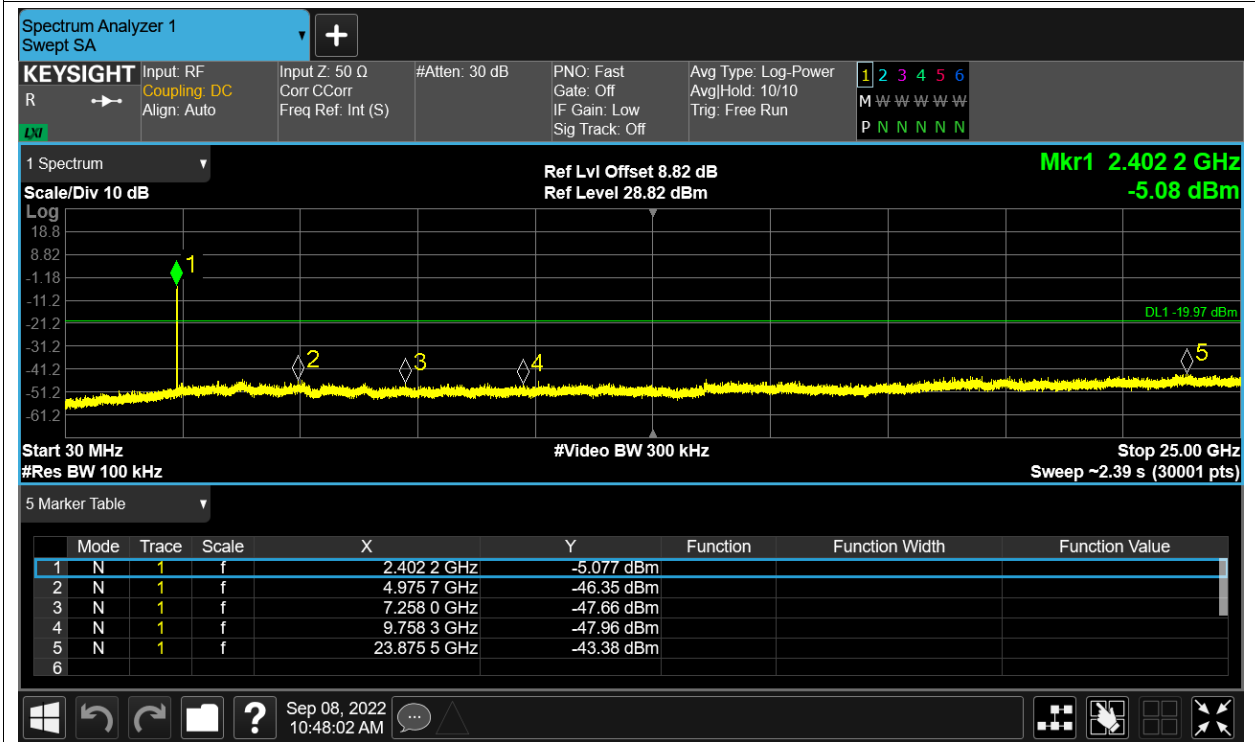 Spectrum Analyzer 1
Swept SA
+
KEYSIGHT Input: RF Input Z: 50 Ω #Atten: 30 dB PNO: Fast Avg Type: Log-Power 1 2 3 4 5 6
R Coupling: DC Corr CCorr Gate: Off Avg|Hold: 10/10 M W W W W W
Align: Auto Freq Ref: Int (S) IF Gain: Low Trig: Free Run
LXI Sig Track: Off P N N N N N
1 Spectrum Ref Lvl Offset 8.82 dB Mkr1 2.402 2 GHz
Scale/Div 10 dB Ref Level 28.82 dBm -5.08 dBm
Log
18.8
8.82
1
-1.18
-11.2
DL1 -19.97 dBm
-21.2
-31.2
2 3 4 5
-41.2
-51.2
-61.2
Start 30 MHz #Video BW 300 kHz Stop 25.00 GHz
#Res BW 100 kHz Sweep ~2.39 s (30001 pts)
5 Marker Table
Mode Trace Scale X Y Function Function Width Function Value
1 N 1 f 2.402 2 GHz -5.077 dBm
2 N 1 f 4.975 7 GHz -46.35 dBm
3 N 1 f 7.258 0 GHz -47.66 dBm
4 N 1 f 9.758 3 GHz -47.96 dBm
5 N 1 f 23.875 5 GHz -43.38 dBm
6
? Sep 08, 2022
10:48:02 AM